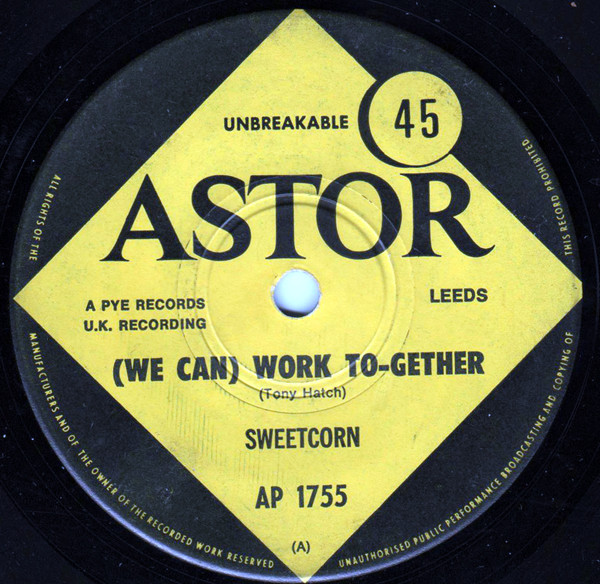 UNBREAKABLE
45
ASTOR
A PYE RECORDS
U.K. RECORDING
LEEDS
(WE CAN) WORK TO-GETHER
(Tony Hatch)
SWEETCORN
AP 1755
(A)
ALL RIGHTS OF THE MANUFACTURERS AND OF THE OWNER OF THE RECORDED WORK RESERVED
UNAUTHORISED PUBLIC PERFORMANCE BROADCASTING AND COPYING OF THIS RECORD PROHIBITED